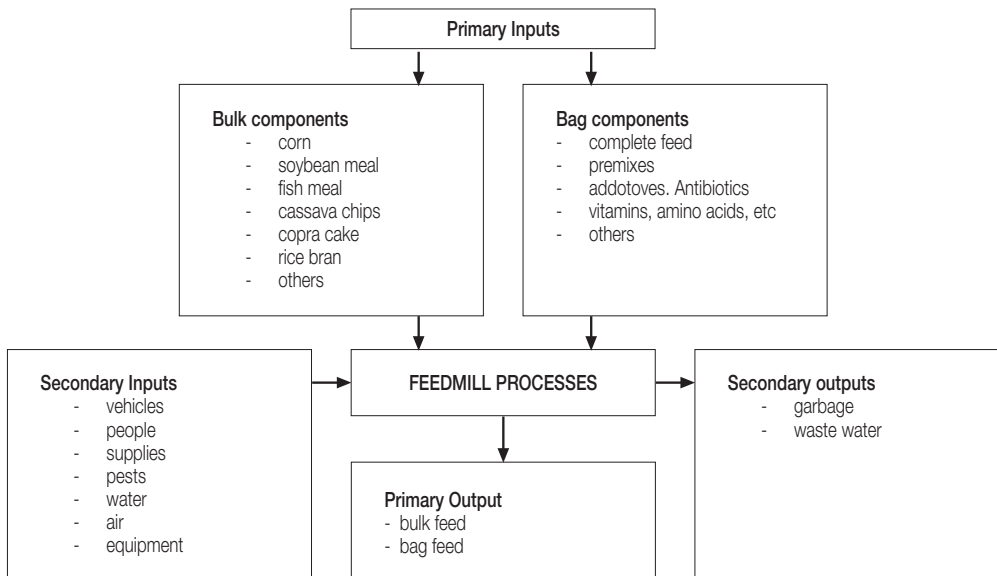 Primary Inputs
Bulk components
- corn
- soybean meal
- fish meal
- cassava chips
- copra cake
- rice bran
- others
Bag components
- complete feed
- premixes
- addotoves. Antibiotics
- vitamins, amino acids, etc
- others
Secondary Inputs
- vehicles
- people
- supplies
- pests
- water
- air
- equipment
FEEDMILL PROCESSES
Secondary outputs
- garbage
- waste water
Primary Output
- bulk feed
- bag feed